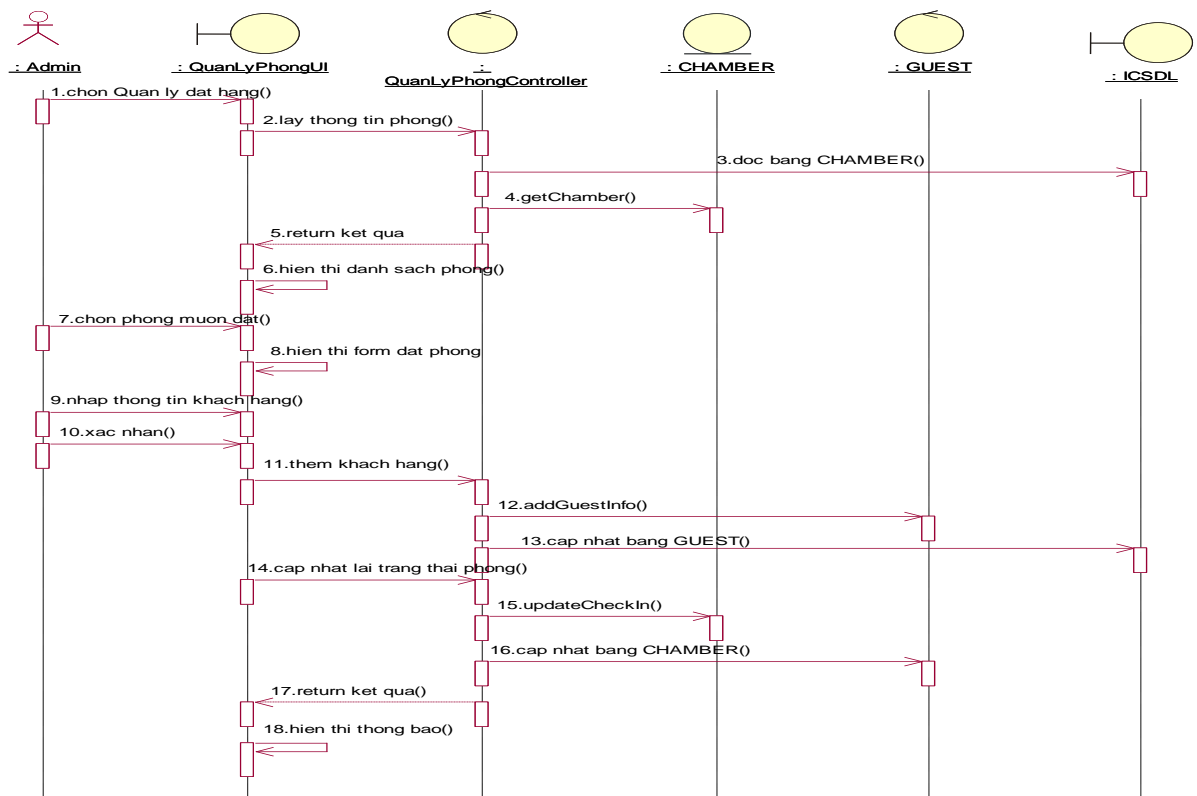 : Admin
: QuanLyPhongUI
:
QuanLyPhongController
: CHAMBER
: GUEST
: ICSDL
1.chon Quan ly dat hang()
2.lay thong tin phong()
3.doc bang CHAMBER()
4.getChamber()
5.return ket qua
6.hien thi danh sach phong()
7.chon phong muon dat()
8.hien thi form dat phong
9.nhap thong tin khach hang()
10.xac nhan()
11.them khach hang()
12.addGuestInfo()
13.cap nhat bang GUEST()
14.cap nhat lai trang thai phong()
15.updateCheckIn()
16.cap nhat bang CHAMBER()
17.return ket qua()
18.hien thi thong bao()